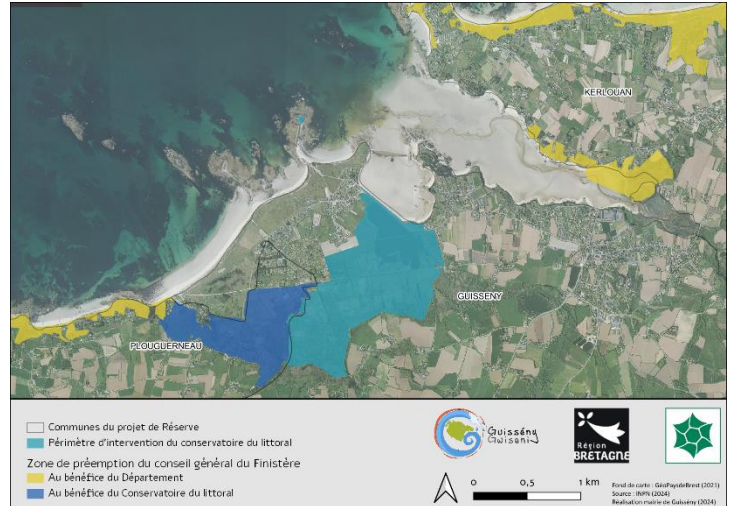 KERLOUAN
GUISSENY
PLOUGUERNEAU
Communes du projet de Réserve
Périmètre d'intervention du conservatoire du littoral
Zone de préemption du conseil général du Finistère
Au bénéfice du Département
Au bénéfice du Conservatoire du littoral
Guissény
Gwiseni
Région
BRETAGNE
0 0,5 1 km
Fond de carte : GéoPaysdeBrest (2021)
Source : INPN (2024)
Réalisation mairie de Guissény (2024)